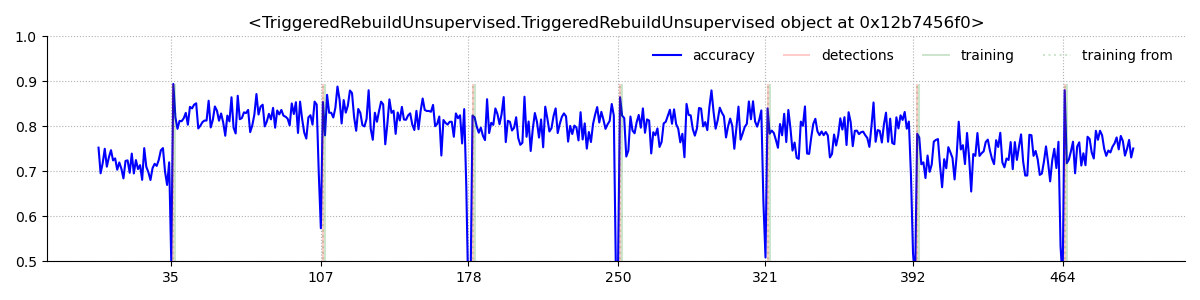 <TriggeredRebuildUnsupervised.TriggeredRebuildUnsupervised object at 0x12b7456f0>
accuracy detections training training from
1.0
0.9
0.8
0.7
0.6
0.5
35 107 178 250 321 392 464